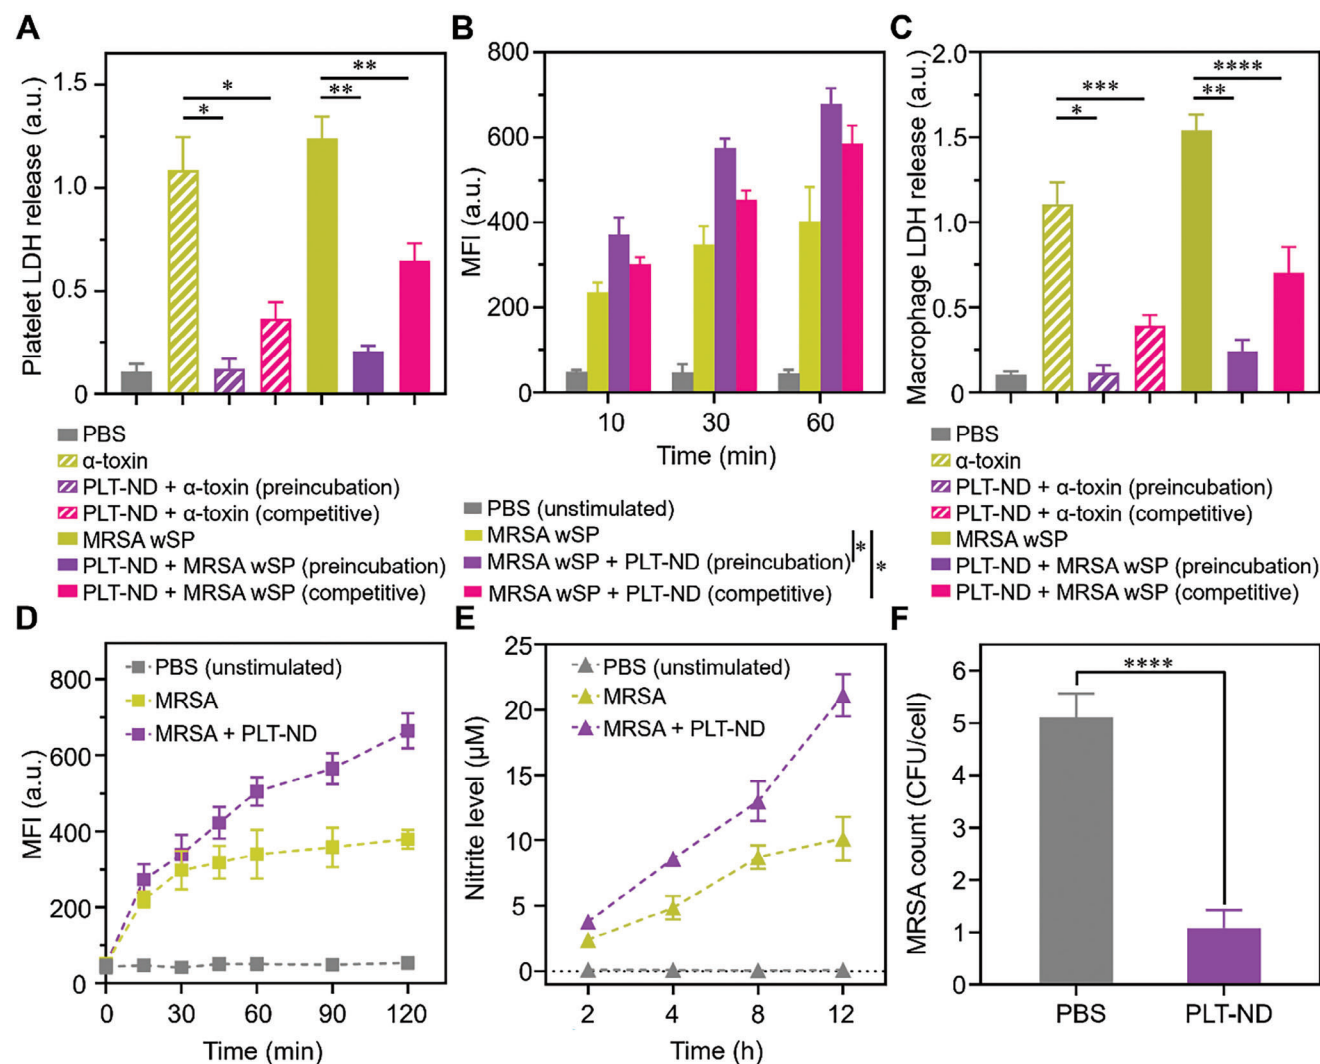 A
Platelet LDH release (a.u.)
1.5
1.0
0.5
0
*
*
**
**
PBS
α-toxin
PLT-ND + α-toxin (preincubation)
PLT-ND + α-toxin (competitive)
MRSA wSP
PLT-ND + MRSA wSP (preincubation)
PLT-ND + MRSA wSP (competitive)
B
MFI (a.u.)
800
600
400
200
0
10 30 60
Time (min)
PBS (unstimulated)
MRSA wSP
MRSA wSP + PLT-ND (preincubation)
MRSA wSP + PLT-ND (competitive)
*
*
C
Macrophage LDH release (a.u.)
2.0
1.5
1.0
0.5
0
****
***
**
*
PBS
α-toxin
PLT-ND + α-toxin (preincubation)
PLT-ND + α-toxin (competitive)
MRSA wSP
PLT-ND + MRSA wSP (preincubation)
PLT-ND + MRSA wSP (competitive)
D
MFI (a.u.)
800
600
400
200
0
PBS (unstimulated)
MRSA
MRSA + PLT-ND
0 30 60 90 120
Time (min)
E
Nitrite level (µM)
25
20
15
10
5
0
PBS (unstimulated)
MRSA
MRSA + PLT-ND
2 4 8 12
Time (h)
F
MRSA count (CFU/cell)
6
5
4
3
2
1
0
****
PBS PLT-ND